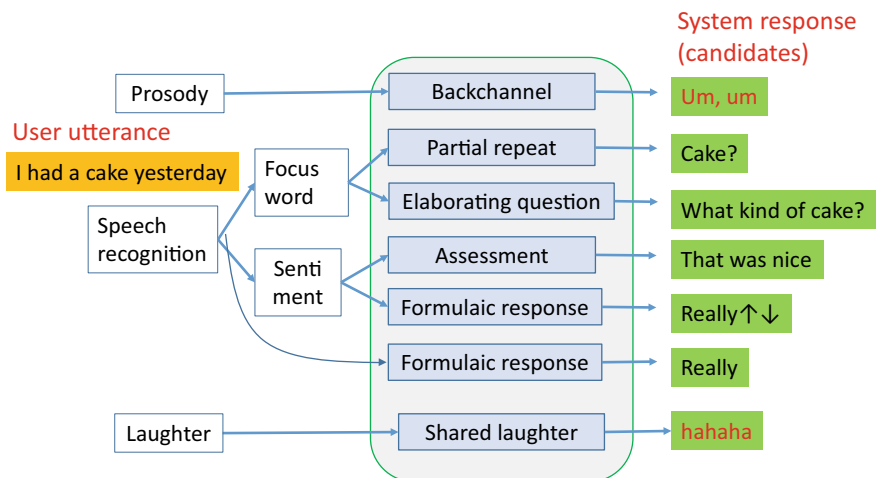 System response
(candidates)
Prosody
Backchannel
Um, um
User utterance
I had a cake yesterday
Focus
word
Partial repeat
Cake?
Elaborating question
What kind of cake?
Speech
recognition
Senti
ment
Assessment
That was nice
Formulaic response
Really↑↓
Formulaic response
Really
Laughter
Shared laughter
hahaha